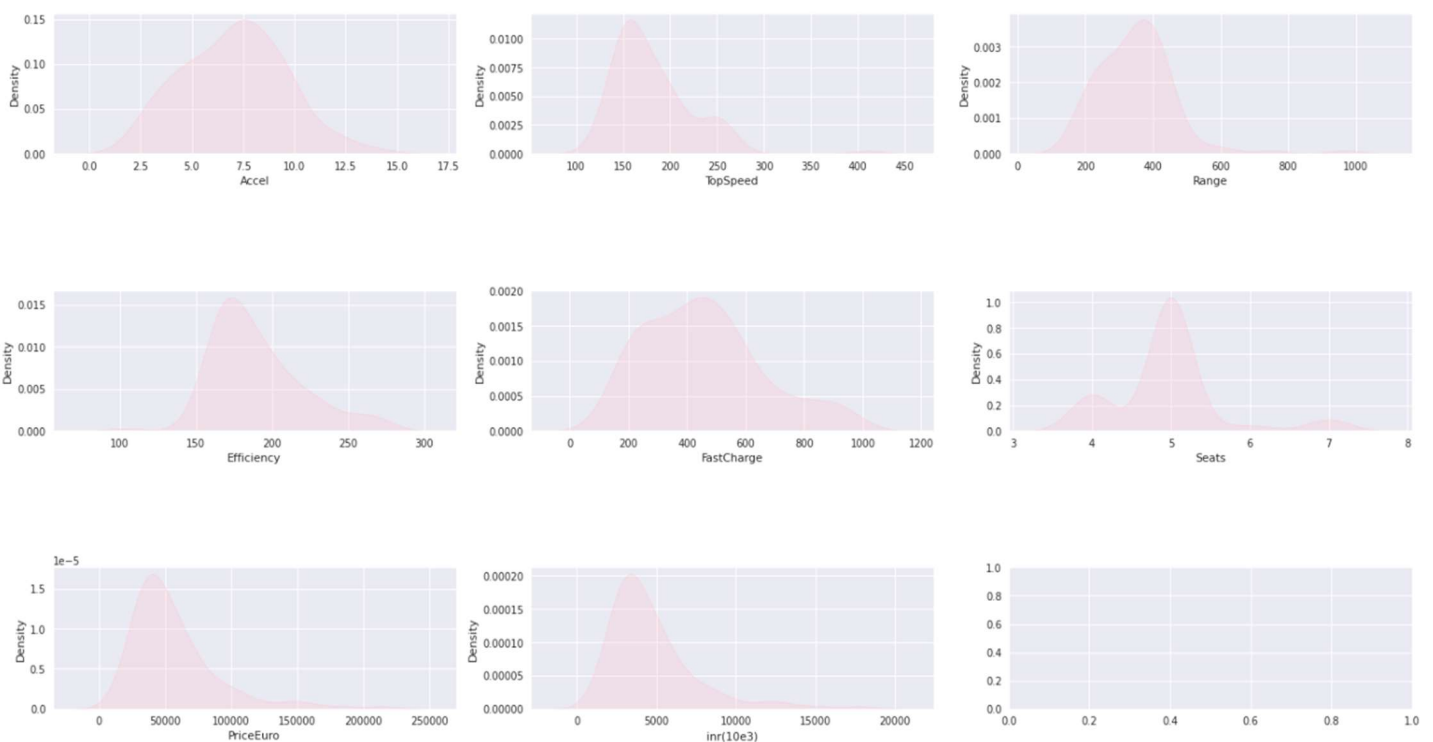 0.15
0.10
0.05
0.00
Density
0.0 2.5 5.0 7.5 10.0 12.5 15.0 17.5
Accel
0.0100
0.0075
0.0050
0.0025
0.0000
Density
100 150 200 250 300 350 400 450
TopSpeed
0.003
0.002
0.001
0.000
Density
0 200 400 600 800 1000
Range
0.015
0.010
0.005
0.000
Density
100 150 200 250 300
Efficiency
0.0020
0.0015
0.0010
0.0005
0.0000
Density
0 200 400 600 800 1000 1200
FastCharge
1.0
0.8
0.6
0.4
0.2
0.0
Density
3 4 5 6 7 8
Seats
1e−5
1.5
1.0
0.5
0.0
Density
0 50000 100000 150000 200000 250000
PriceEuro
0.00020
0.00015
0.00010
0.00005
0.00000
Density
0 5000 10000 15000 20000
inr(10e3)
1.0
0.8
0.6
0.4
0.2
0.0
0.0 0.2 0.4 0.6 0.8 1.0